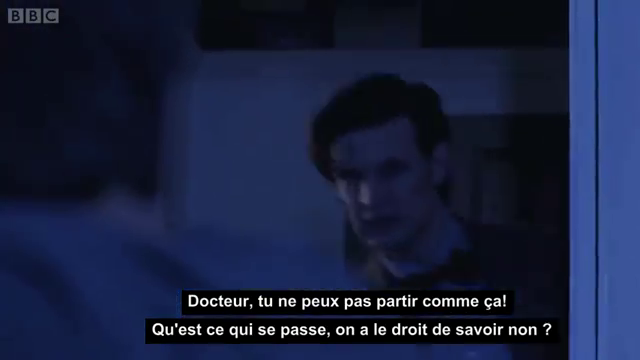 BBC
Docteur, tu ne peux pas partir comme ça!
Qu'est ce qui se passe, on a le droit de savoir non ?